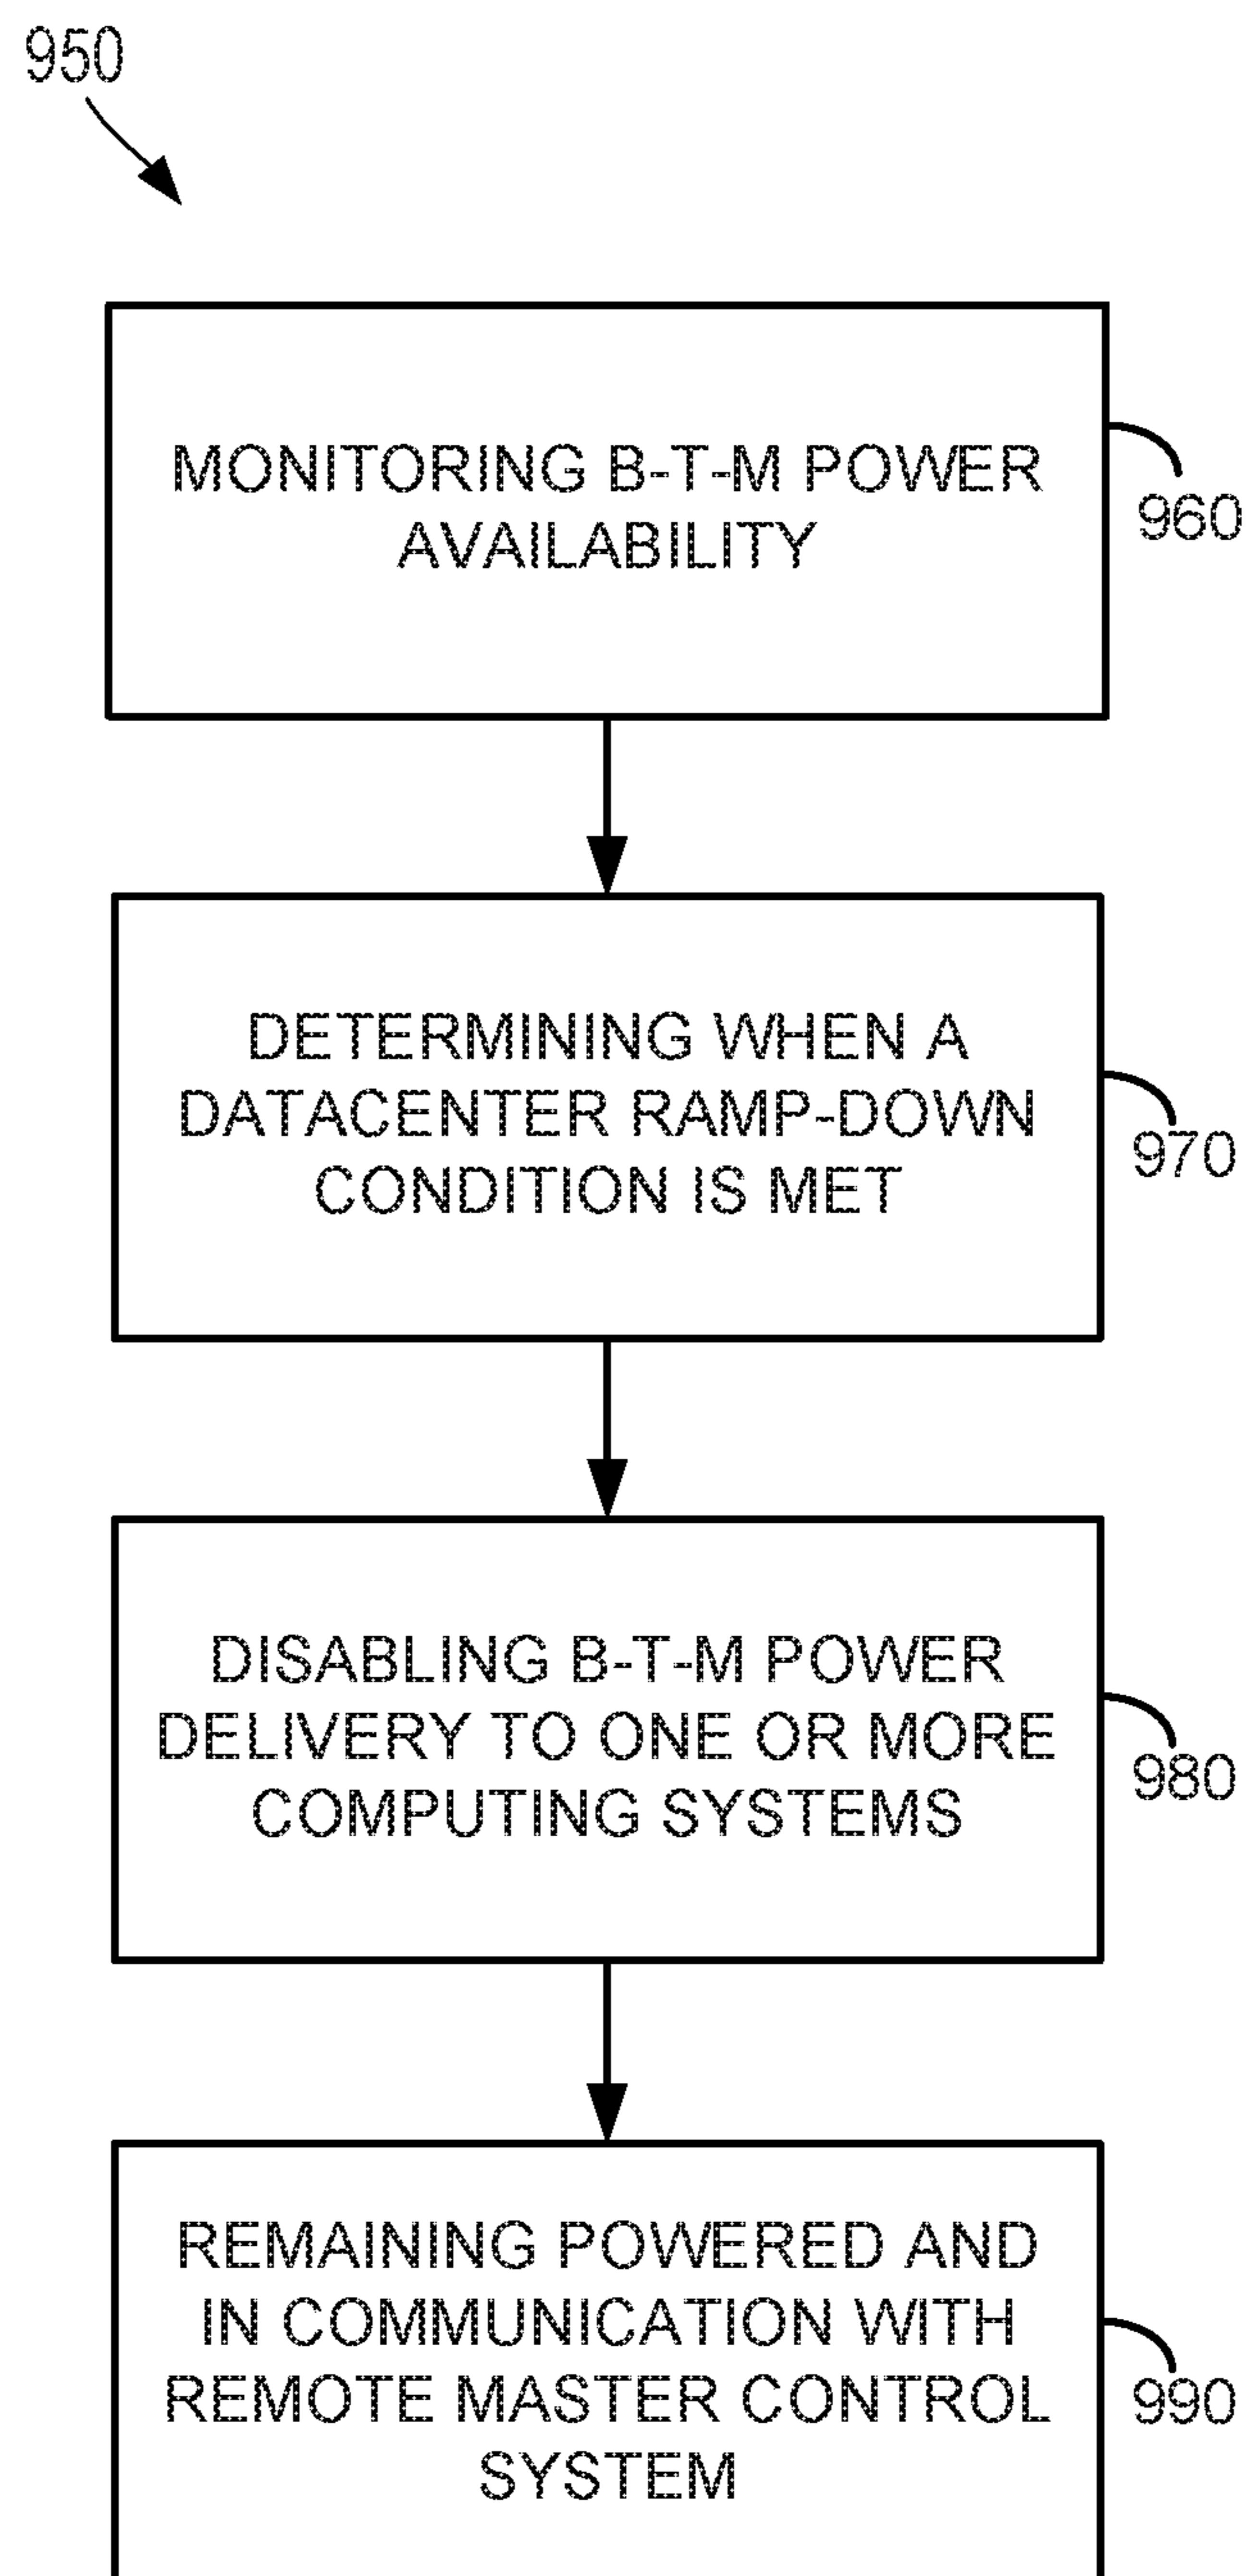 950
MONITORING B-T-M POWER
AVAILABILITY
960
DETERMINING WHEN A
DATACENTER RAMP-DOWN
CONDITION IS MET
970
DISABLING B-T-M POWER
DELIVERY TO ONE OR MORE
COMPUTING SYSTEMS
980
REMAINING POWERED AND
IN COMMUNICATION WITH
REMOTE MASTER CONTROL
SYSTEM
990